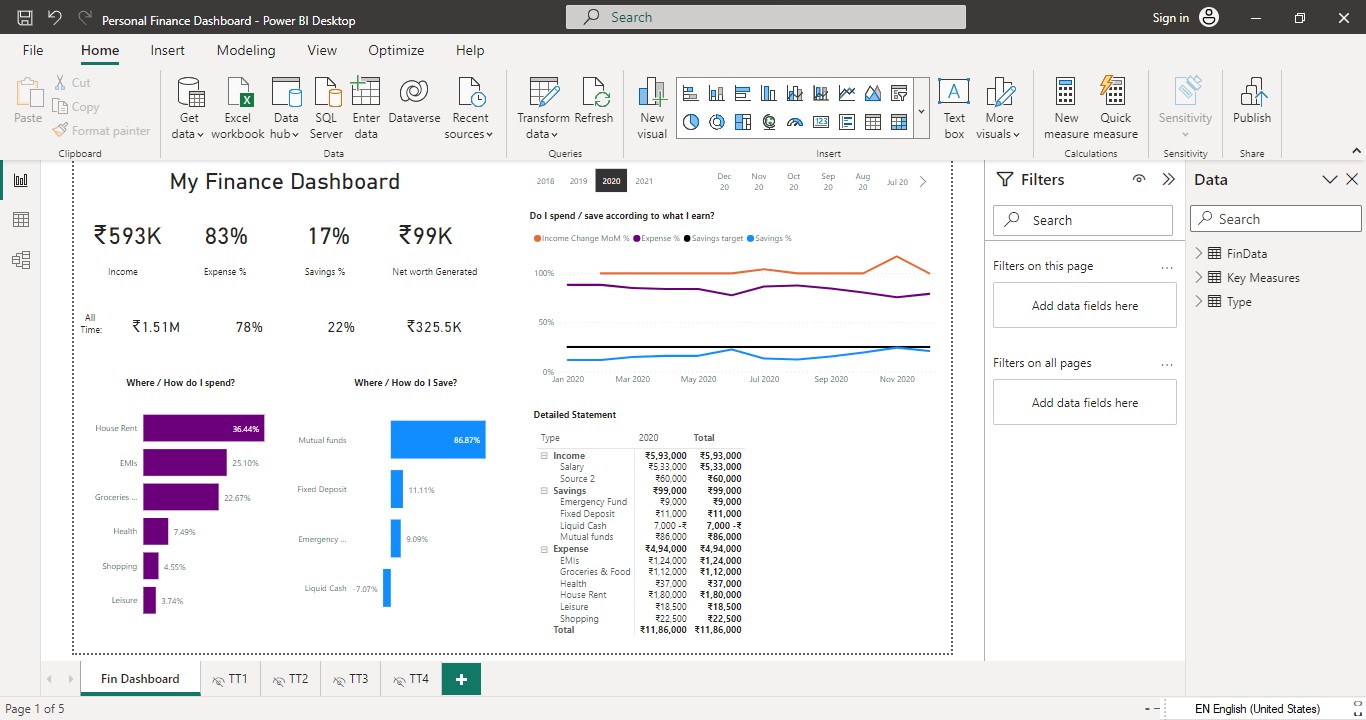 Personal Finance Dashboard - Power BI Desktop
Search
Sign in
File Home Insert Modeling View Optimize Help
Paste
Cut
Copy
Format painter
Clipboard
Get data
Excel workbook
Data hub
SQL Server
Enter data
Dataverse
Recent sources
Data
Transform data
Refresh
Queries
New visual
123
A
Text box
More visuals
Insert
New measure
Quick measure
Calculations
Sensitivity
Sensitivity
Publish
Share
My Finance Dashboard
₹593K 83% 17% ₹99K
Income Expense % Savings % Net worth Generated
All Time: ₹1.51M 78% 22% ₹325.5K
Where / How do I spend?
House Rent 36.44%
EMIs 25.10%
Groceries ... 22.67%
Health 7.49%
Shopping 4.55%
Leisure 3.74%
Where / How do I Save?
Mutual funds 86.87%
Fixed Deposit 11.11%
Emergency ... 9.09%
Liquid Cash -7.07%
2018 2019 2020 2021
Dec 20 Nov 20 Oct 20 Sep 20 Aug 20 Jul 20
Do I spend / save according to what I earn?
Income Change MoM % Expense % Savings target Savings %
100%
50%
0%
Jan 2020 Mar 2020 May 2020 Jul 2020 Sep 2020 Nov 2020
Detailed Statement
Type 2020 Total
Income ₹5,93,000 ₹5,93,000
Salary ₹5,33,000 ₹5,33,000
Source 2 ₹60,000 ₹60,000
Savings ₹99,000 ₹99,000
Emergency Fund ₹9,000 ₹9,000
Fixed Deposit ₹11,000 ₹11,000
Liquid Cash 7,000 -₹ 7,000 -₹
Mutual funds ₹86,000 ₹86,000
Expense ₹4,94,000 ₹4,94,000
EMIs ₹1,24,000 ₹1,24,000
Groceries & Food ₹1,12,000 ₹1,12,000
Health ₹37,000 ₹37,000
House Rent ₹1,80,000 ₹1,80,000
Leisure ₹18,500 ₹18,500
Shopping ₹22,500 ₹22,500
Total ₹11,86,000 ₹11,86,000
Filters
Search
Filters on this page ...
Add data fields here
Filters on all pages ...
Add data fields here
Data
Search
FinData
Key Measures
Type
Fin Dashboard TT1 TT2 TT3 TT4 +
Page 1 of 5
EN English (United States)